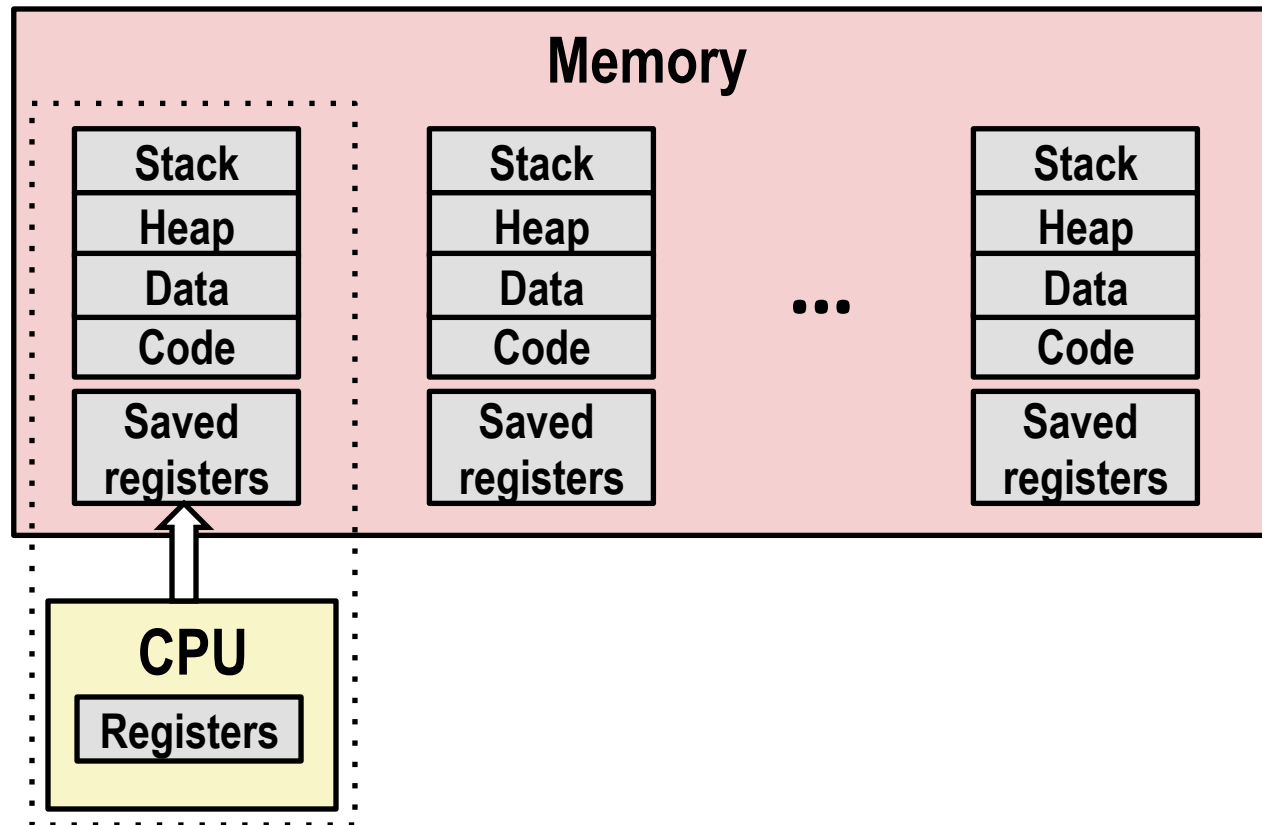 Memory
Stack
Heap
Data
Code
Saved
registers
Stack
Heap
Data
Code
Saved
registers
...
Stack
Heap
Data
Code
Saved
registers
CPU
Registers